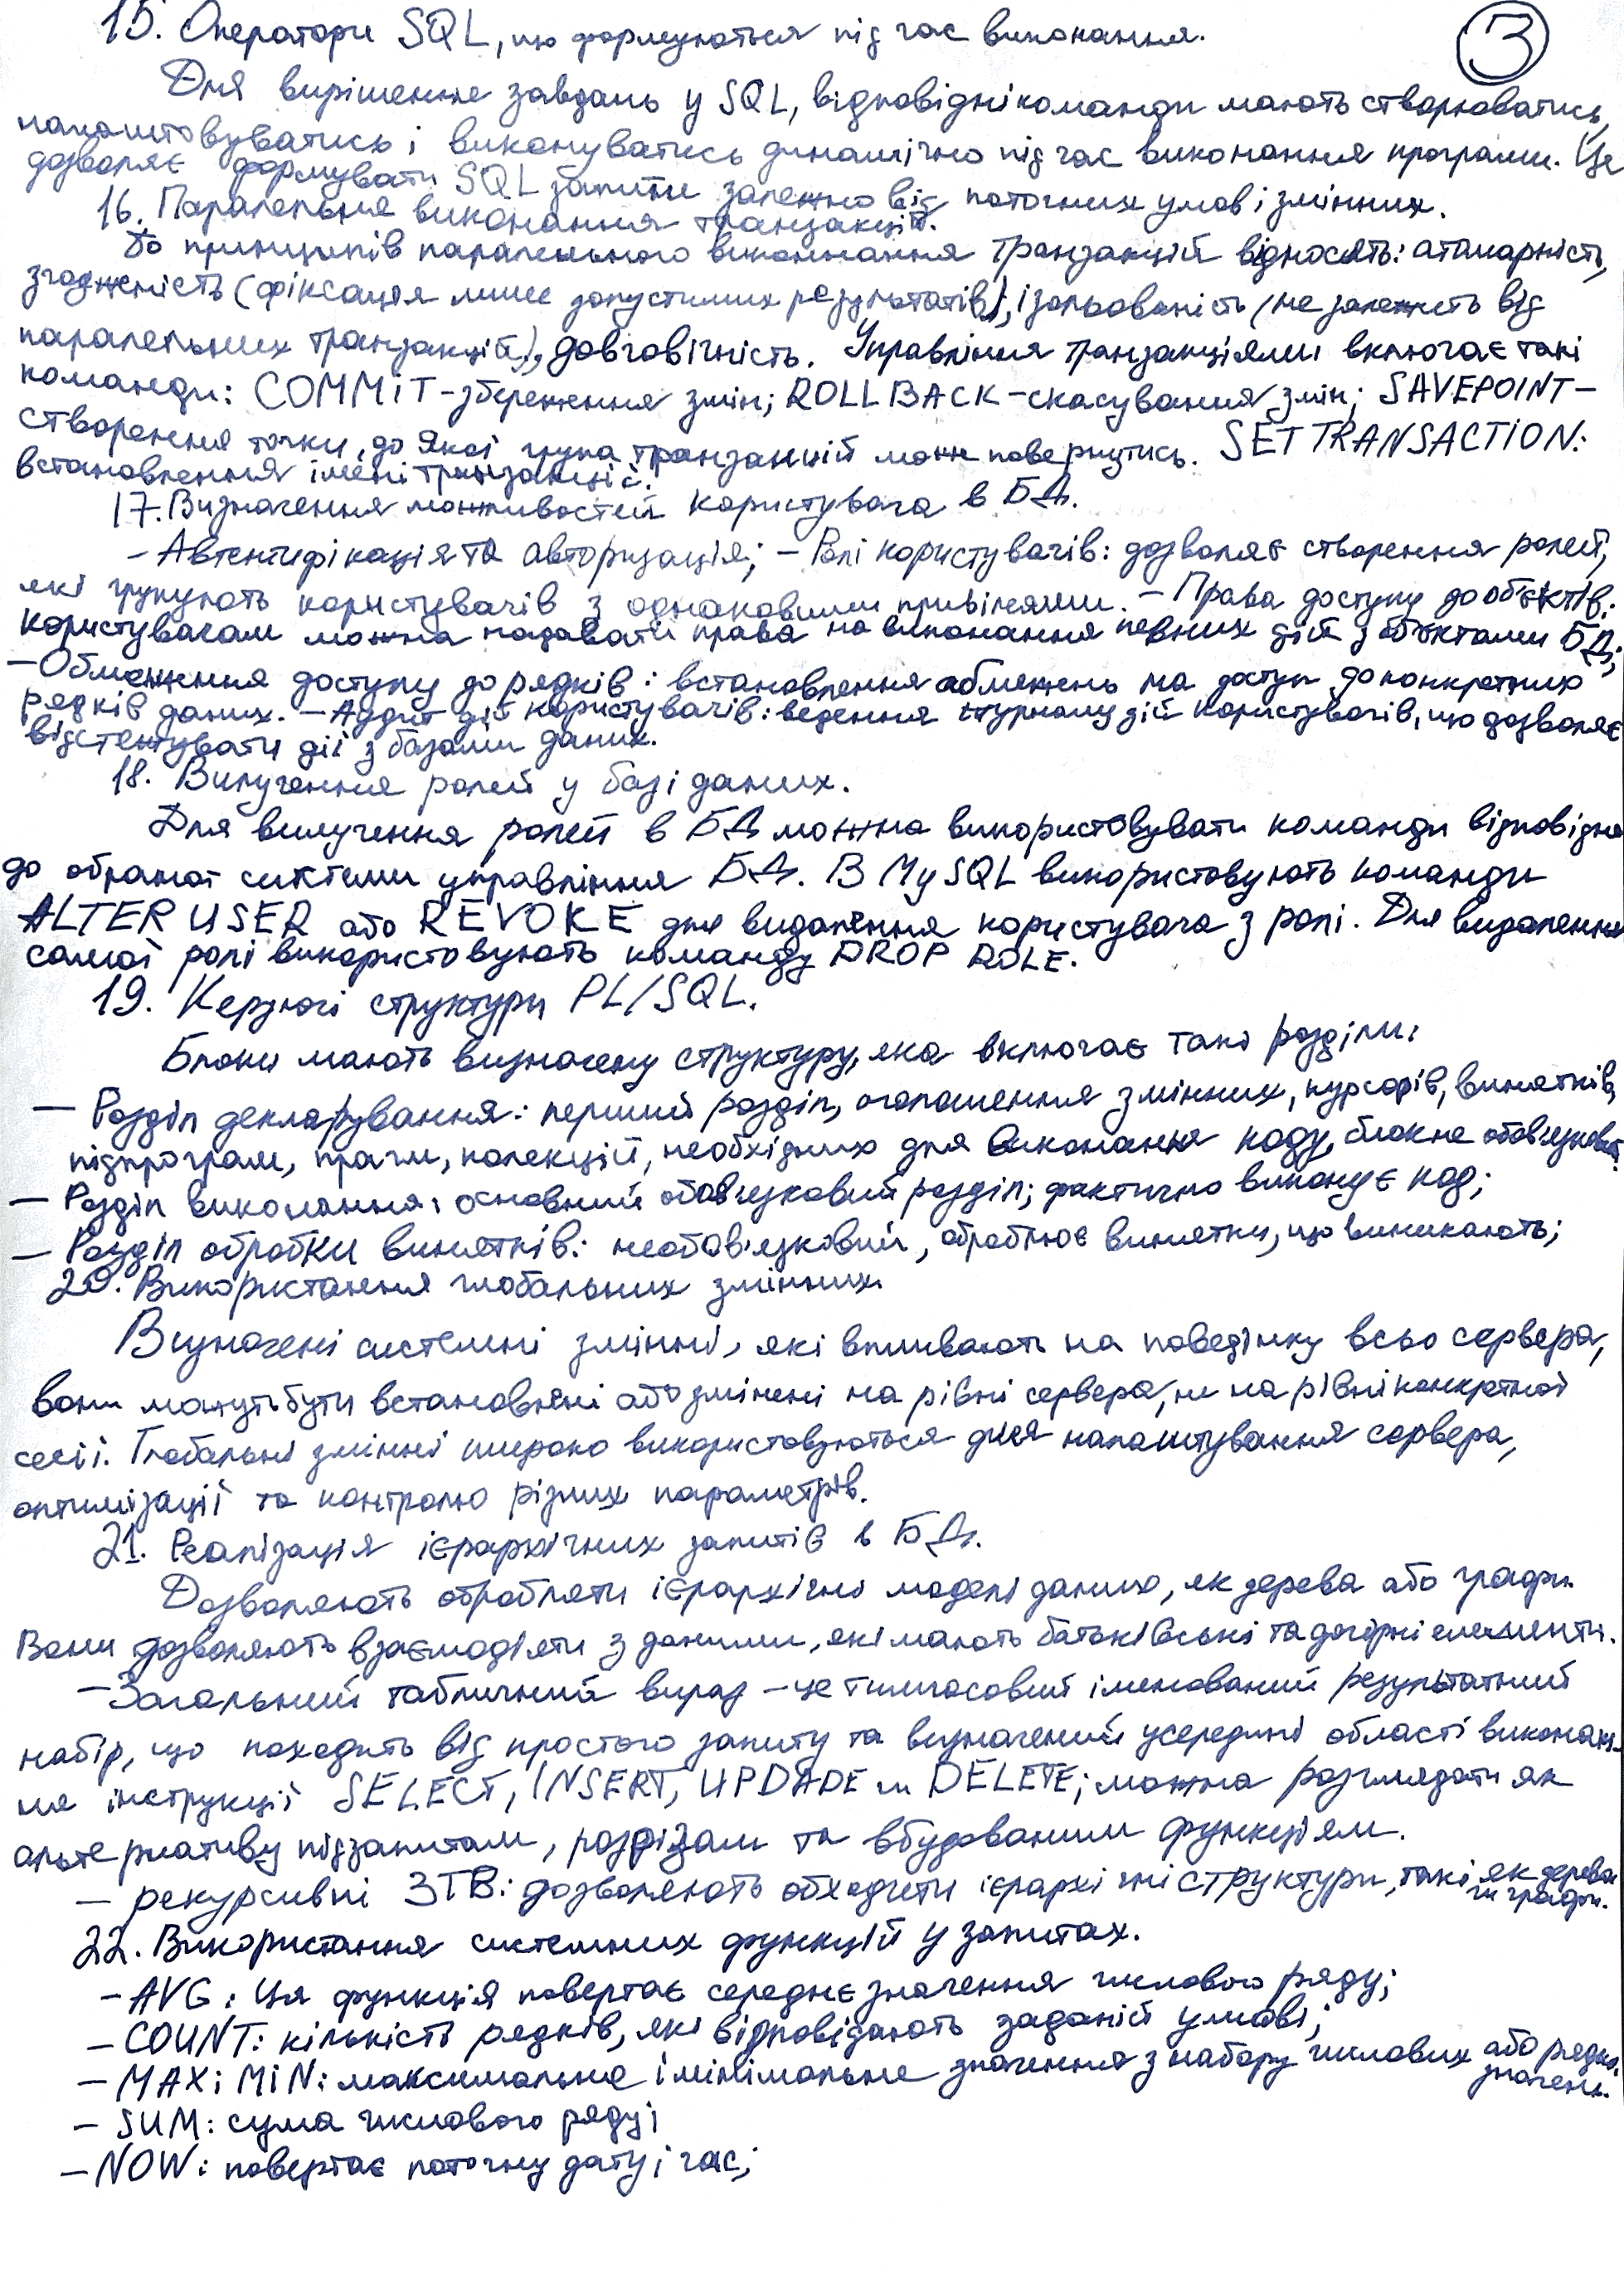 15. Оператори SQL, що формуються під час виконання.
3
Для вирішення завдань у SQL, відповідні команди мають створюватись,
налаштовуватись і виконуватись динамічно під час виконання програми. Це
дозволяє формувати SQL запити залежно від поточних умов і змінних.
16. Паралельне виконання транзакцій.
До принципів паралельного виконання транзакцій відносять: атомарність,
узгодженість (фіксація лише допустимих результатів), ізольованість (не залежить від
паралельних транзакцій), довговічність. Управління транзакціями включає такі
команди: COMMIT - збереження змін; ROLLBACK - скасування змін; SAVEPOINT -
створення точки, до якої група транзакцій може повернутись. SET TRANSACTION:
встановлення імені транзакції.
17. Визначення можливостей користувача в БД.
- Автентифікація та авторизація; - Ролі користувачів: дозволяє створення ролей,
які групують користувачів з однаковими привілеями. - Права доступу до об'єктів:
користувачам можна надавати права на виконання певних дій з об'єктами БД;
- Обмеження доступу до рядків: встановлення обмежень на доступ до конкретних
рядків даних. - Аудит дій користувачів: ведення журналу дій користувачів, що дозволяє
відстежувати дії з базами даних.
18. Вилучення ролей у базі даних.
Для вилучення ролей в БД можна використовувати команди відповідно
до обраної системи управління БД. В MySQL використовують команди
ALTER USER або REVOKE для видалення користувача з ролі. Для видалення
самої ролі використовують команду DROP ROLE.
19. Керуючі структури PL/SQL.
Блоки мають визначену структуру, яка включає такі розділи:
- Розділ декларування: перший розділ, оголошення змінних, курсорів, винятків,
підпрограм, прагм, колекцій, необхідних для виконання коду, блок не обов'язковий.
- Розділ виконання: основний обов'язковий розділ; фактично виконує код;
- Розділ обробки винятків: необов'язковий, обробляє винятки, що виникають;
20. Використання глобальних змінних.
Визначені системні змінні, які впливають на поведінку всьо сервера,
вони можуть бути встановлені або змінені на рівні сервера, не на рівні конкретної
сесії. Глобальні змінні широко використовуються для налаштування сервера,
оптимізації та контролю різних параметрів.
21. Реалізація ієрархічних запитів в БД.
Дозволяють обробляти ієрархічні моделі даних, як дерева або графи.
Вони дозволяють взаємодіяти з даними, які мають батьківські та дочірні елементи.
- Загальний табличний вираз - це тимчасовий іменований результатний
набір, що походить від простого запиту та визначений усередині області виконан-
ня інструкції SELECT, INSERT, UPDADE чи DELETE; можна розглядати як
альтернативу підзапитам, розрізам та вбудованим функціям.
- рекурсивні ЗТВ: дозволяють обходити ієрархічні структури, такі як дерева
чи графи.
22. Використання системних функцій у запитах.
- AVG: Ця функція повертає середнє значення числового ряду;
- COUNT: кількість рядків, які відповідають заданій умові;
- MAX і MIN: максимальне і мінімальне значення з набору числових або рядко.
значень.
- SUM: сума числового ряду;
- NOW: повертає поточну дату і час;